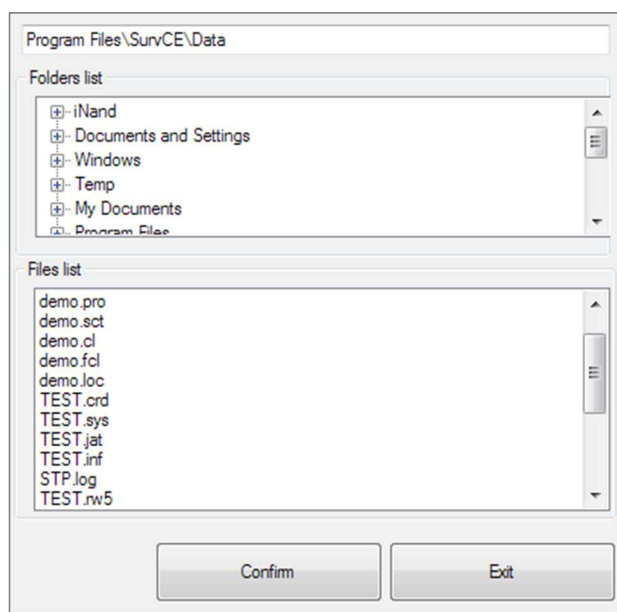 Program Files\SurvCE\Data
Folders list
iNand
Documents and Settings
Windows
Temp
My Documents
Program Files
Files list
demo.pro
demo.sct
demo.cl
demo.fcl
demo.loc
TEST.crd
TEST.sys
TEST.jat
TEST.inf
STP.log
TEST.rw5
Confirm Exit